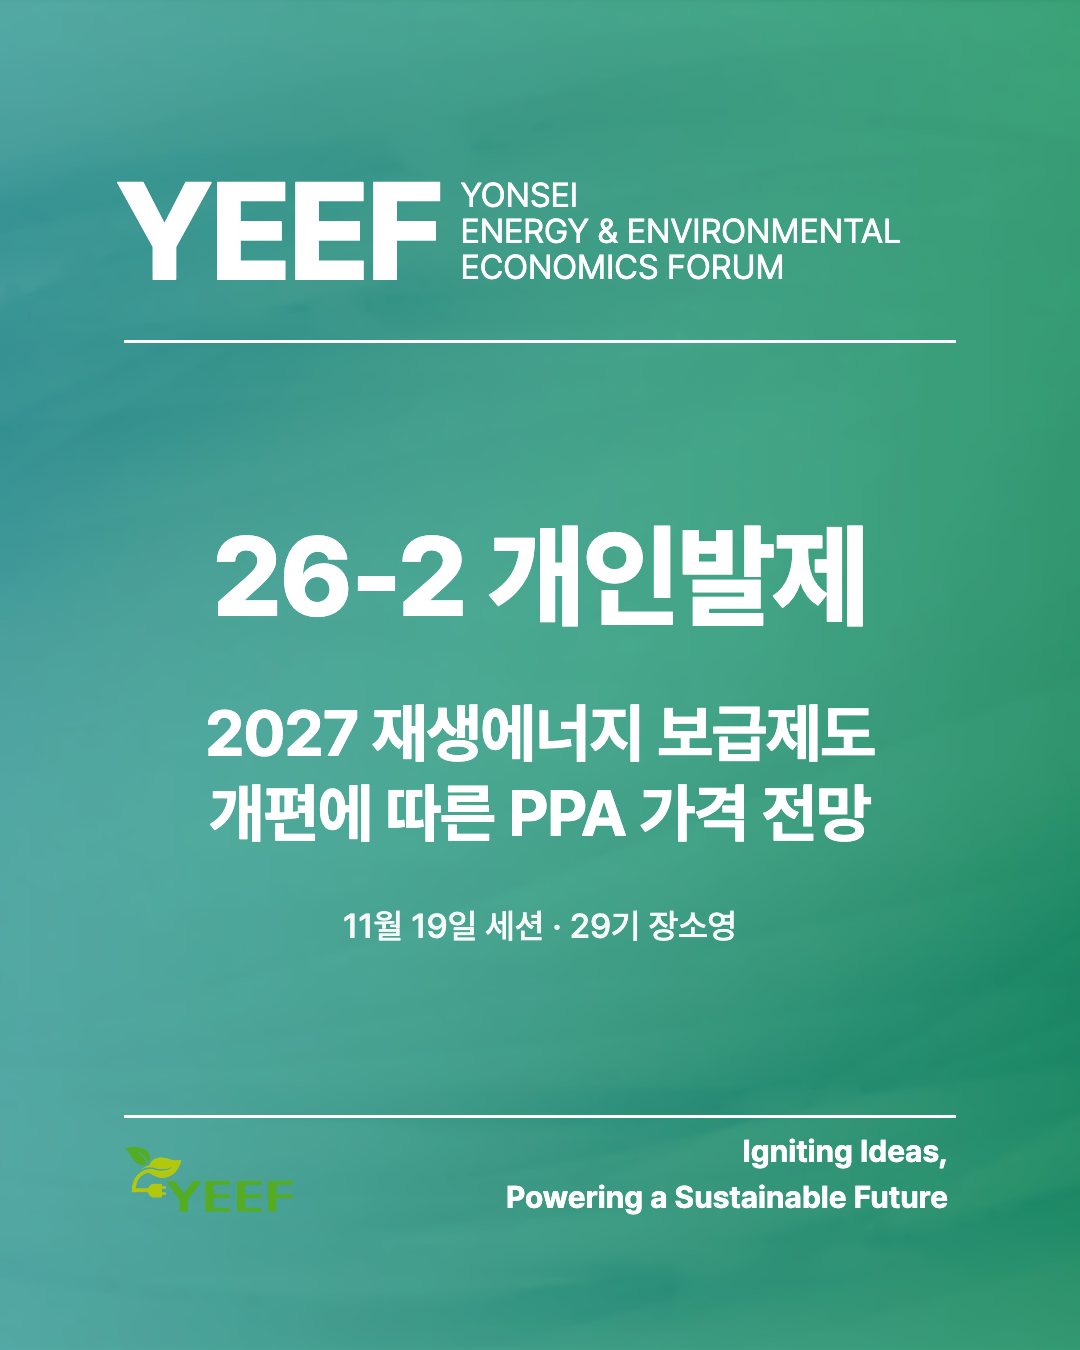 YEEF
YONSEI
ENERGY & ENVIRONMENTAL
ECONOMICS FORUM
26-2 개인발제
2027 재생에너지 보급제도
개편에 따른 PPA 가격 전망
11월 19일 세션 · 29기 장소영
YEEF
Igniting Ideas,
Powering a Sustainable Future